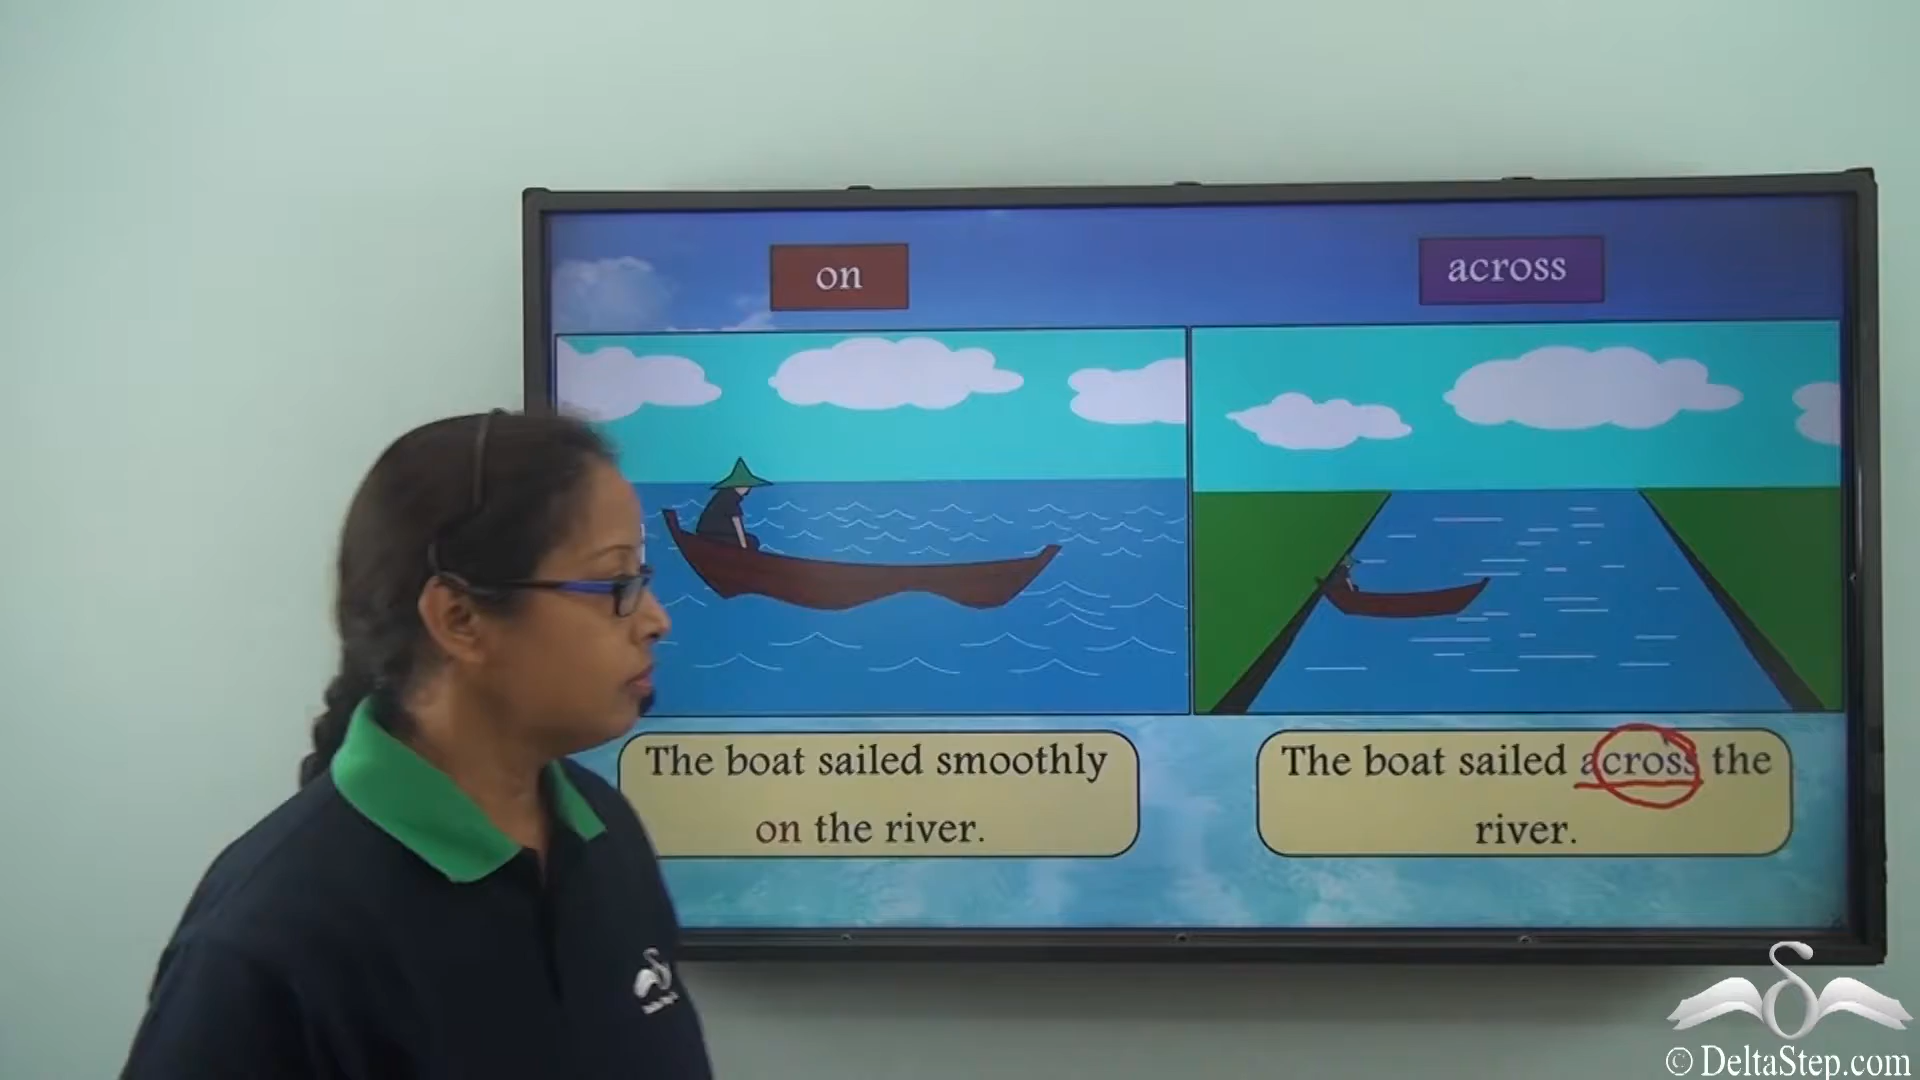 on
across
The boat sailed smoothly
on the river.
The boat sailed across the
river.
© DeltaStep.com